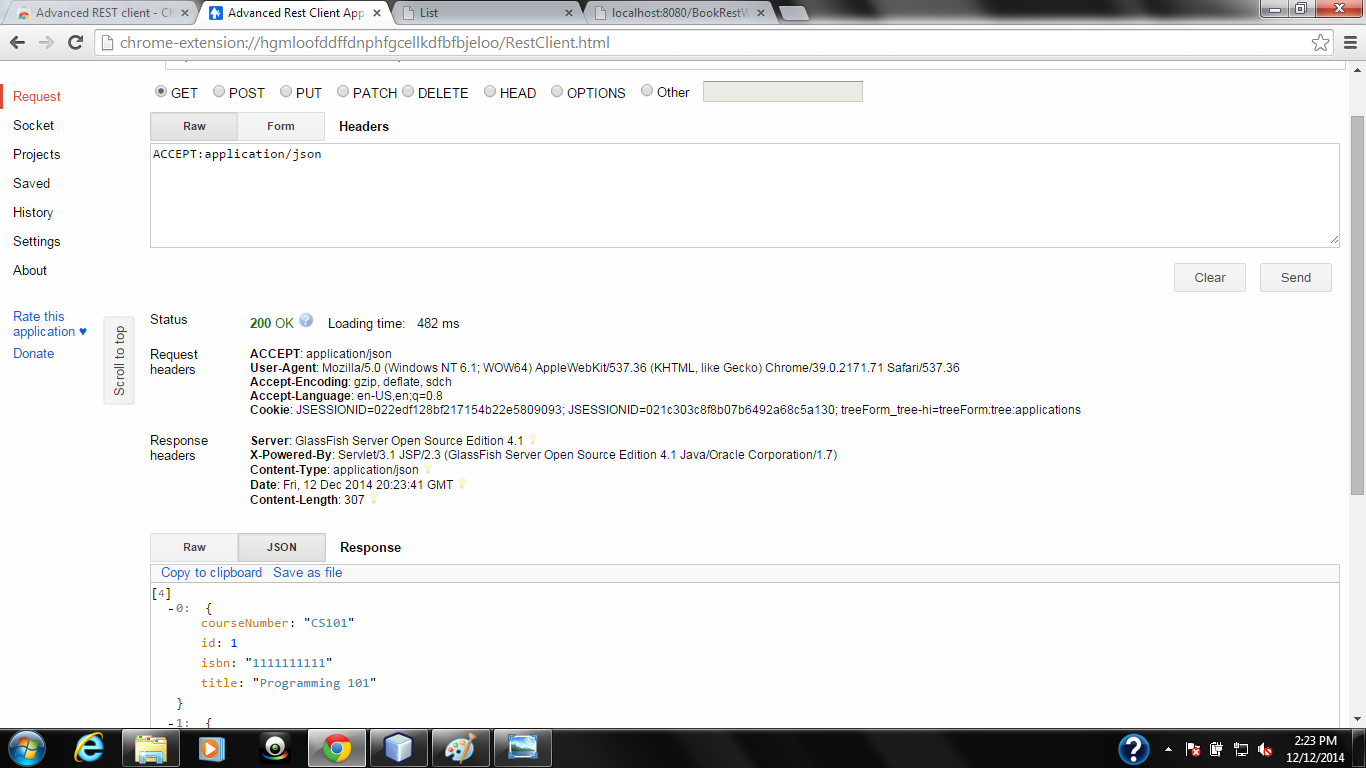 Advanced REST client - Ch
Advanced Rest Client App
List
localhost:8080/BookRestW
chrome-extension://hgmloofddffdnphfgcellkdfbfbjeloo/RestClient.html
GET POST PUT PATCH DELETE HEAD OPTIONS Other
Request
Socket
Projects
Saved
History
Settings
About
Rate this
application ♥
Donate
Scroll to top
Raw Form Headers
ACCEPT:application/json
Clear Send
Status 200 OK Loading time: 482 ms
Request
headers
ACCEPT: application/json
User-Agent: Mozilla/5.0 (Windows NT 6.1; WOW64) AppleWebKit/537.36 (KHTML, like Gecko) Chrome/39.0.2171.71 Safari/537.36
Accept-Encoding: gzip, deflate, sdch
Accept-Language: en-US,en;q=0.8
Cookie: JSESSIONID=022edf128bf217154b22e5809093; JSESSIONID=021c303c8f8b07b6492a68c5a130; treeForm_tree-hi=treeForm:tree:applications
Response
headers
Server: GlassFish Server Open Source Edition 4.1
X-Powered-By: Servlet/3.1 JSP/2.3 (GlassFish Server Open Source Edition 4.1 Java/Oracle Corporation/1.7)
Content-Type: application/json
Date: Fri, 12 Dec 2014 20:23:41 GMT
Content-Length: 307
Raw JSON Response
Copy to clipboard Save as file
[4]
-0: {
courseNumber: "CS101"
id: 1
isbn: "1111111111"
title: "Programming 101"
}
-1: {
2:23 PM
12/12/2014